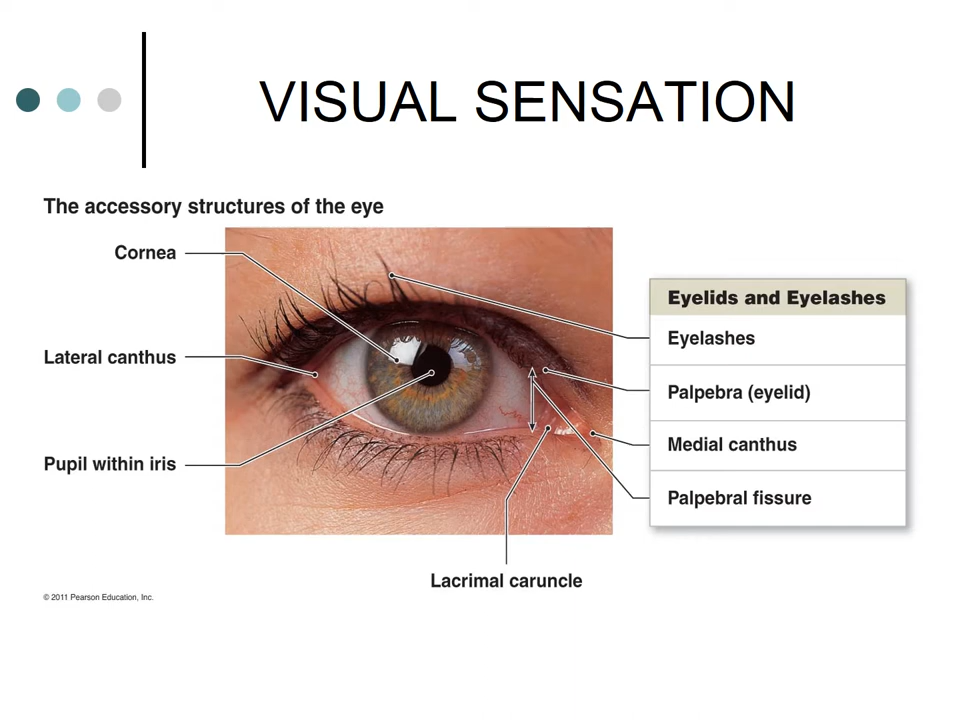 VISUAL SENSATION
The accessory structures of the eye
Cornea
Lateral canthus
Pupil within iris
Eyelids and Eyelashes
Eyelashes
Palpebra (eyelid)
Medial canthus
Palpebral fissure
Lacrimal caruncle
© 2011 Pearson Education, Inc.